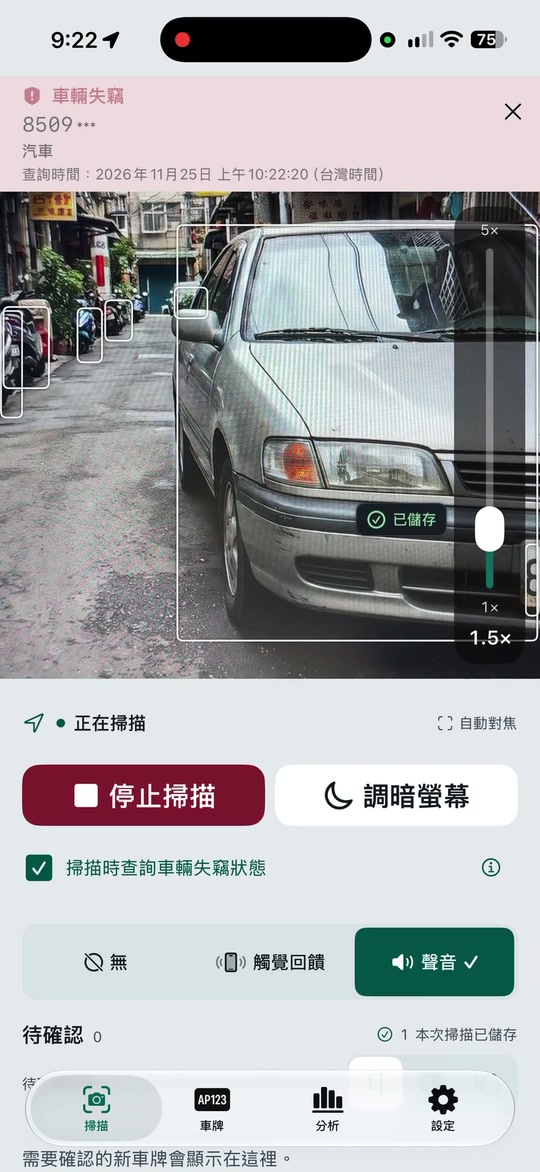 9:22
75
車輛失竊
8509***
汽車
查詢時間：2026年11月25日 上午10:22:20 (台灣時間)
5×
已儲存
1×
1.5×
正在掃描
自動對焦
停止掃描
調暗螢幕
掃描時查詢車輛失竊狀態
無
觸覺回饋
聲音
待確認 0
1 本次掃描已儲存
AP123
掃描
車牌
分析
設定
需要確認的新車牌會顯示在這裡。